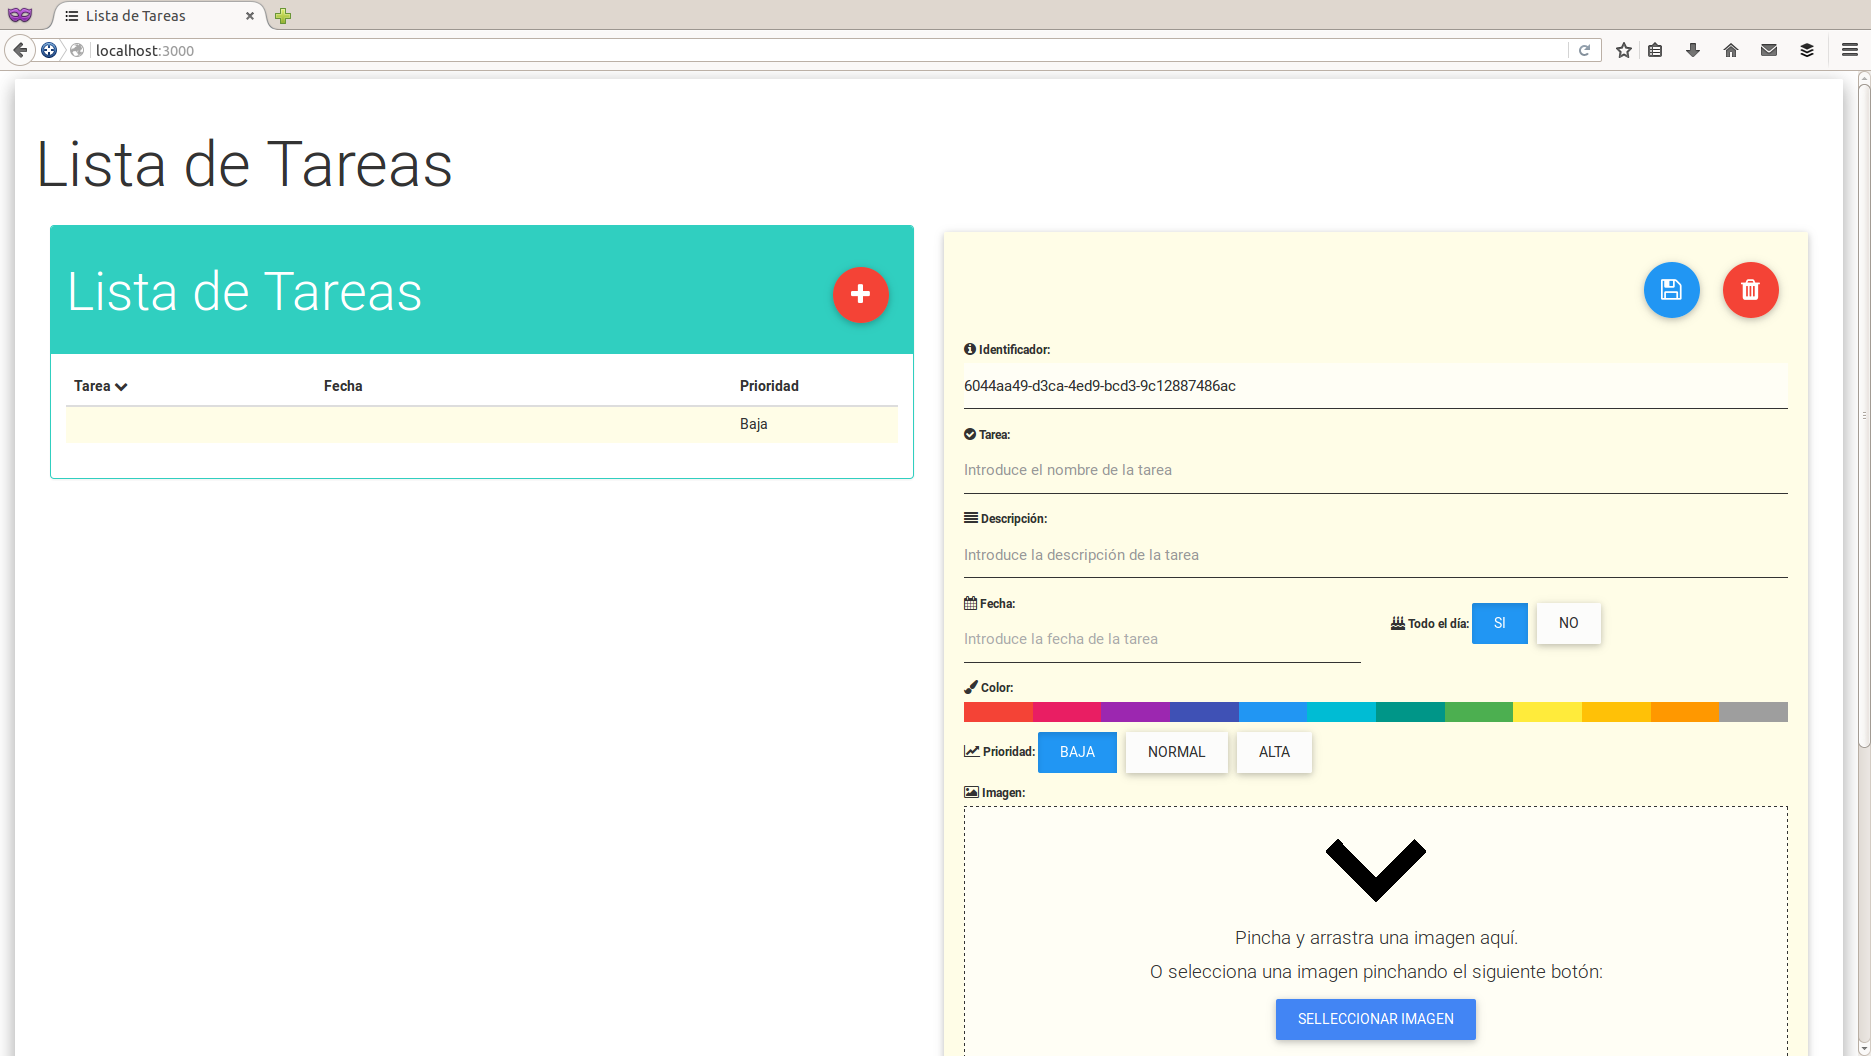 Lista de Tareas
localhost:3000
Lista de Tareas
Lista de Tareas
Tarea Fecha Prioridad
Baja
Identificador:
6044aa49-d3ca-4ed9-bcd3-9c12887486ac
Tarea:
Introduce el nombre de la tarea
Descripción:
Introduce la descripción de la tarea
Fecha:
Introduce la fecha de la tarea
Todo el día: SI NO
Color:
Prioridad: BAJA NORMAL ALTA
Imagen:
Pincha y arrastra una imagen aquí.
O selecciona una imagen pinchando el siguiente botón:
SELLECCIONAR IMAGEN